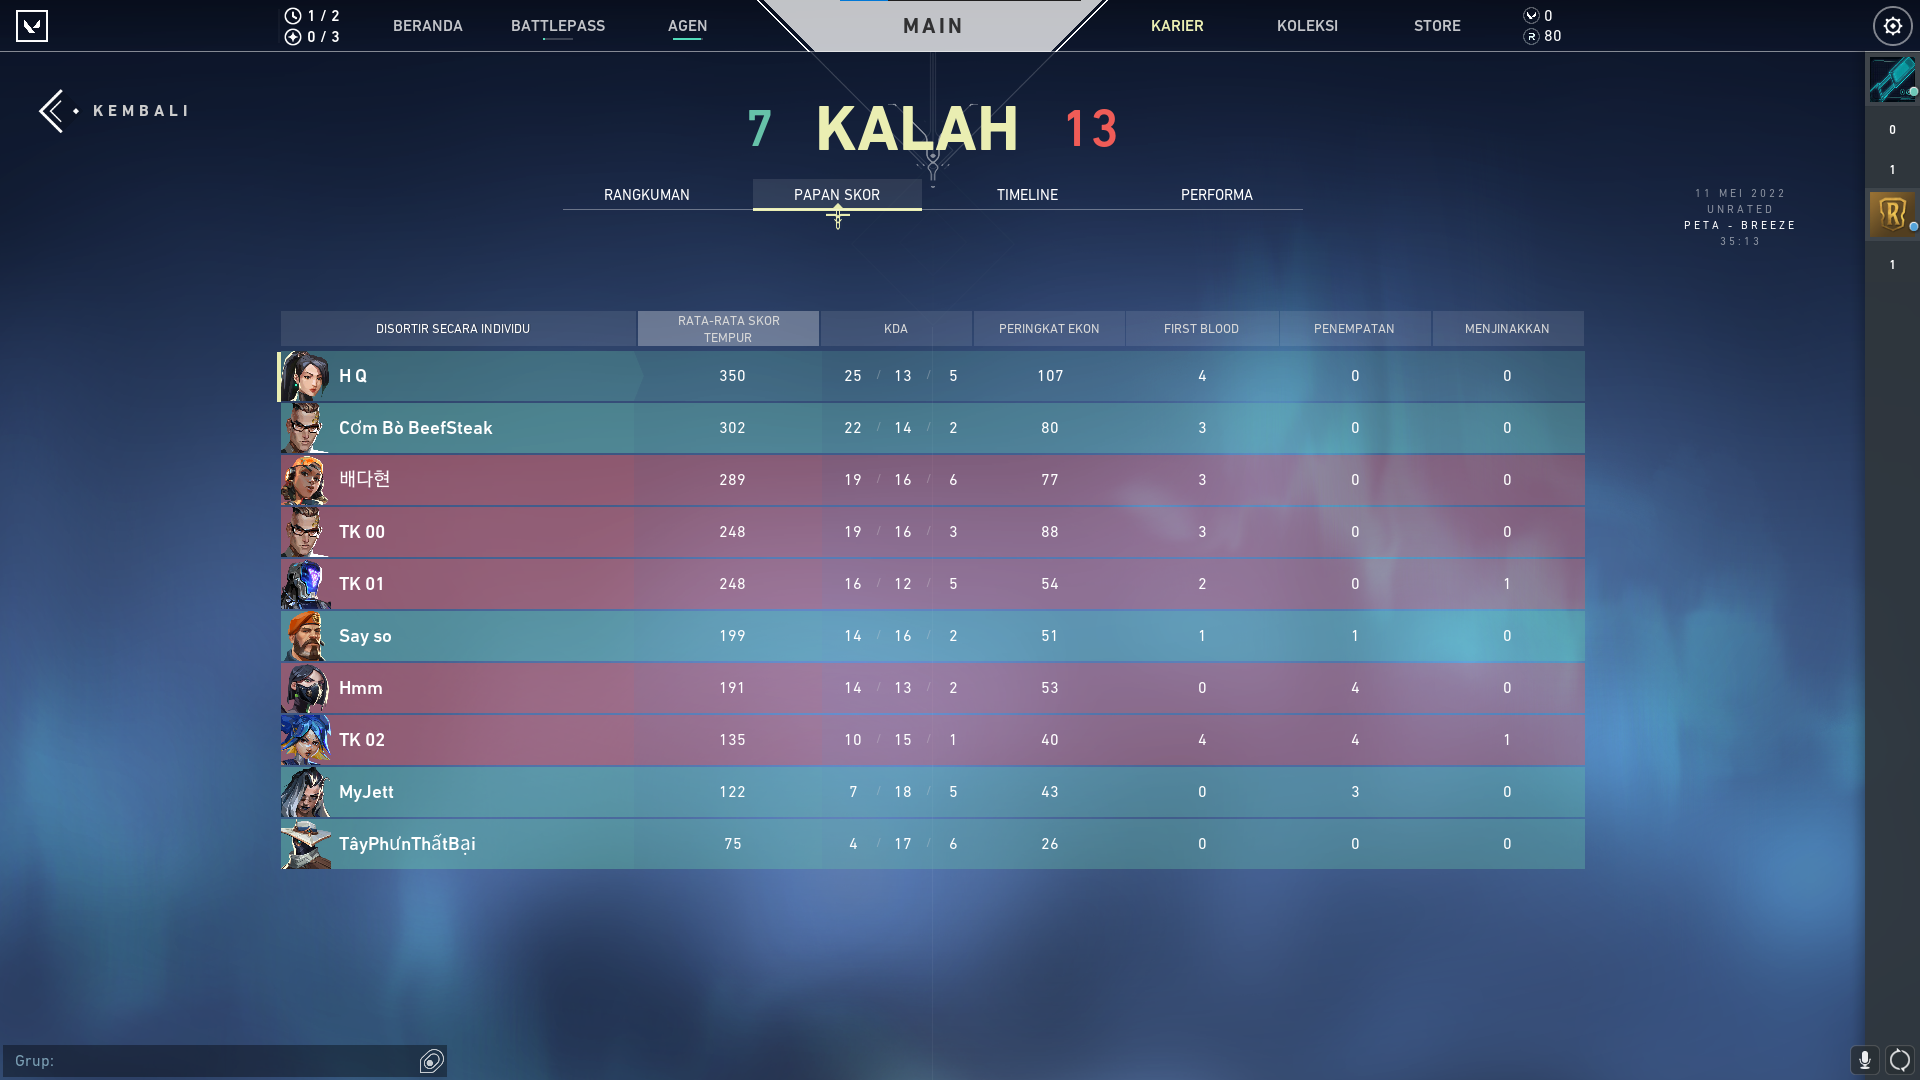 1 / 2
0 / 3
BERANDA
BATTLEPASS
AGEN
MAIN
KARIER
KOLEKSI
STORE
0
80
KEMBALI
7 KALAH 13
RANGKUMAN
PAPAN SKOR
TIMELINE
PERFORMA
11 MEI 2022
UNRATED
PETA - BREEZE
35:13
0
1
1
DISORTIR SECARA INDIVIDU
RATA-RATA SKOR
TEMPUR
KDA
PERINGKAT EKON
FIRST BLOOD
PENEMPATAN
MENJINAKKAN
H Q 350 25 / 13 / 5 107 4 0 0
Cơm Bò BeefSteak 302 22 / 14 / 2 80 3 0 0
배다현 289 19 / 16 / 6 77 3 0 0
TK 00 248 19 / 16 / 3 88 3 0 0
TK 01 248 16 / 12 / 5 54 2 0 1
Say so 199 14 / 16 / 2 51 1 1 0
Hmm 191 14 / 13 / 2 53 0 4 0
TK 02 135 10 / 15 / 1 40 4 4 1
MyJett 122 7 / 18 / 5 43 0 3 0
TâyPhưnThấtBại 75 4 / 17 / 6 26 0 0 0
Grup: